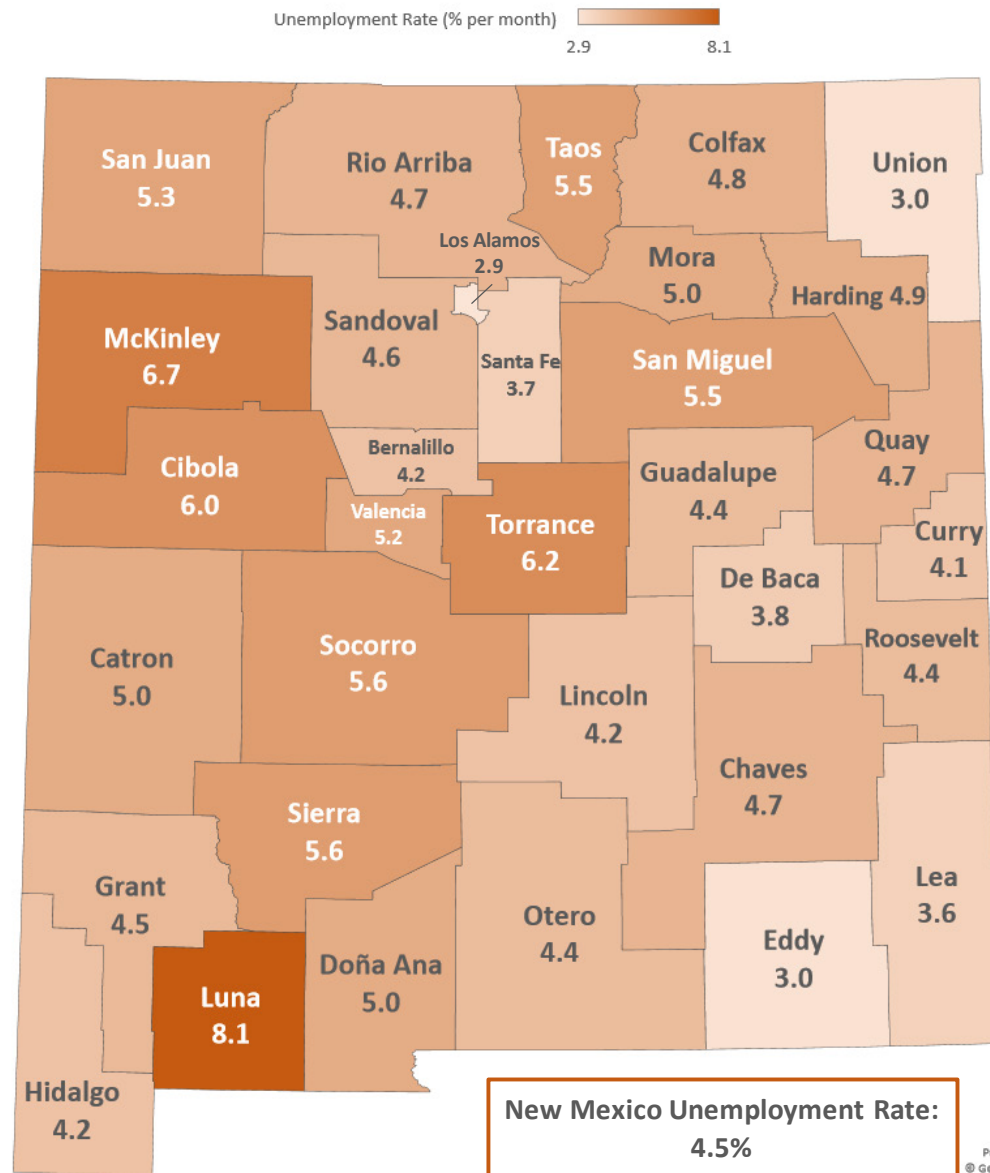 Unemployment Rate (% per month)
2.9
8.1
San Juan
5.3
Rio Arriba
4.7
Taos
5.5
Colfax
4.8
Union
3.0
Los Alamos
2.9
Mora
5.0
Harding 4.9
McKinley
6.7
Sandoval
4.6
Santa Fe
3.7
San Miguel
5.5
Quay
4.7
Bernalillo
4.2
Cibola
6.0
Guadalupe
4.4
Valencia
5.2
Torrance
6.2
Curry
4.1
De Baca
3.8
Catron
5.0
Socorro
5.6
Roosevelt
4.4
Lincoln
4.2
Chaves
4.7
Sierra
5.6
Grant
4.5
Otero
4.4
Lea
3.6
Eddy
3.0
Doña Ana
5.0
Luna
8.1
Hidalgo
4.2
New Mexico Unemployment Rate:
4.5%